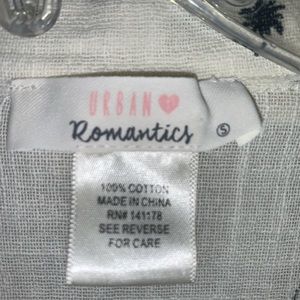 URBAN
Romantics
S
100% COTTON
MADE IN CHINA
RN# 141178
SEE REVERSE
FOR CARE